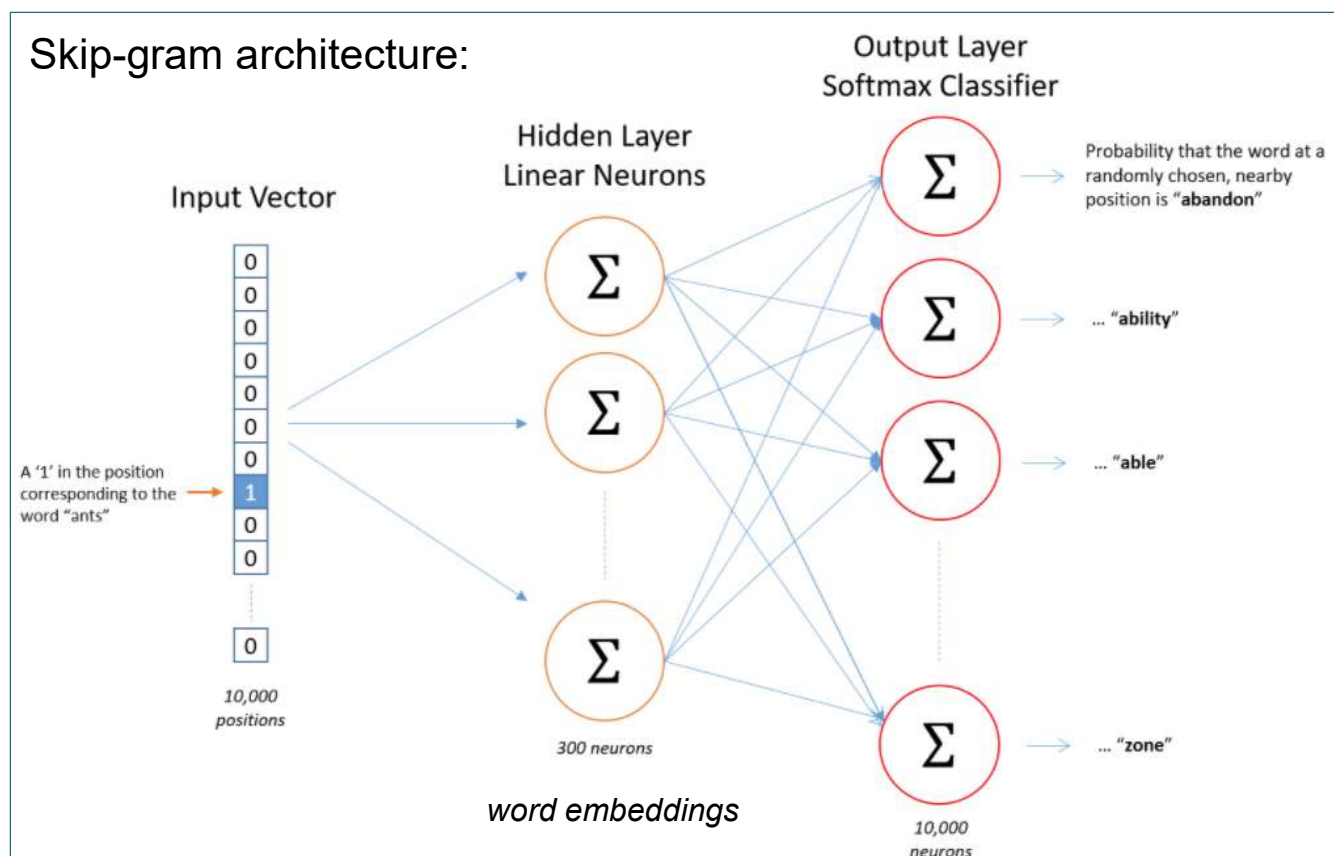 Skip-gram architecture:
Output Layer
Softmax Classifier
Hidden Layer
Linear Neurons
Input Vector
0
0
0
0
0
0
0
1
0
0
0
A ‘1’ in the position
corresponding to the
word “ants”
10,000
positions
Σ
Σ
Σ
300 neurons
word embeddings
Σ
Σ
Σ
Σ
10,000
neurons
Probability that the word at a
randomly chosen, nearby
position is “abandon”
... “ability”
... “able”
... “zone”